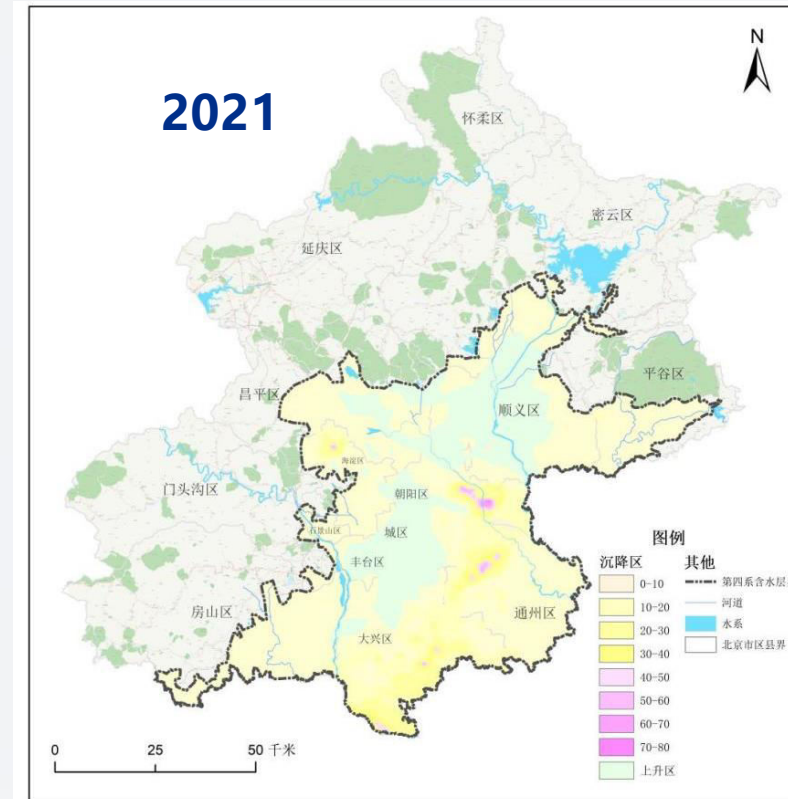 2021
N
怀柔区
密云区
延庆区
平谷区
昌平区
顺义区
海淀区
门头沟区
朝阳区
石景山区
城区
丰台区
房山区
通州区
大兴区
图例
沉降区
其他
0-10
10-20
20-30
30-40
40-50
50-60
60-70
70-80
上升区
第四系含水层
河道
水系
北京市区县界
0 25 50 千米